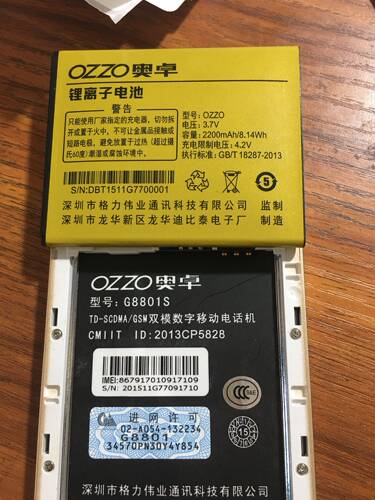 OZZO奥卓
锂离子电池
警告
只能使用厂家指定的充电器,切勿拆
开或置于火中,不可让金属品接触或
短路电极,避免充电或置于热(超过摄
氏60度)潮湿或腐蚀环境中.
型号:OZZO
电压:3.7V
2200mAh/8.14Wh
充电限制电压:4.2V
执行标准:GB/T 18287-2013
S/N:DBT1511G7700001
5
深圳市格力伟业通讯科技有限公司 监制
深圳市龙华新区龙华迪比泰电子厂 制造
OZZO奥卓
型号:G8801S
TD-SCDMA/GSM双模数字移动电话机
CMIIT ID:2013CP5828
IMEI:867917010917109
S/N: 201511G77091710
CCC
进网许可
02-A054-132234
G8801
34570PN3DY4Y854
15
深圳市格力伟业通讯科技有限公司